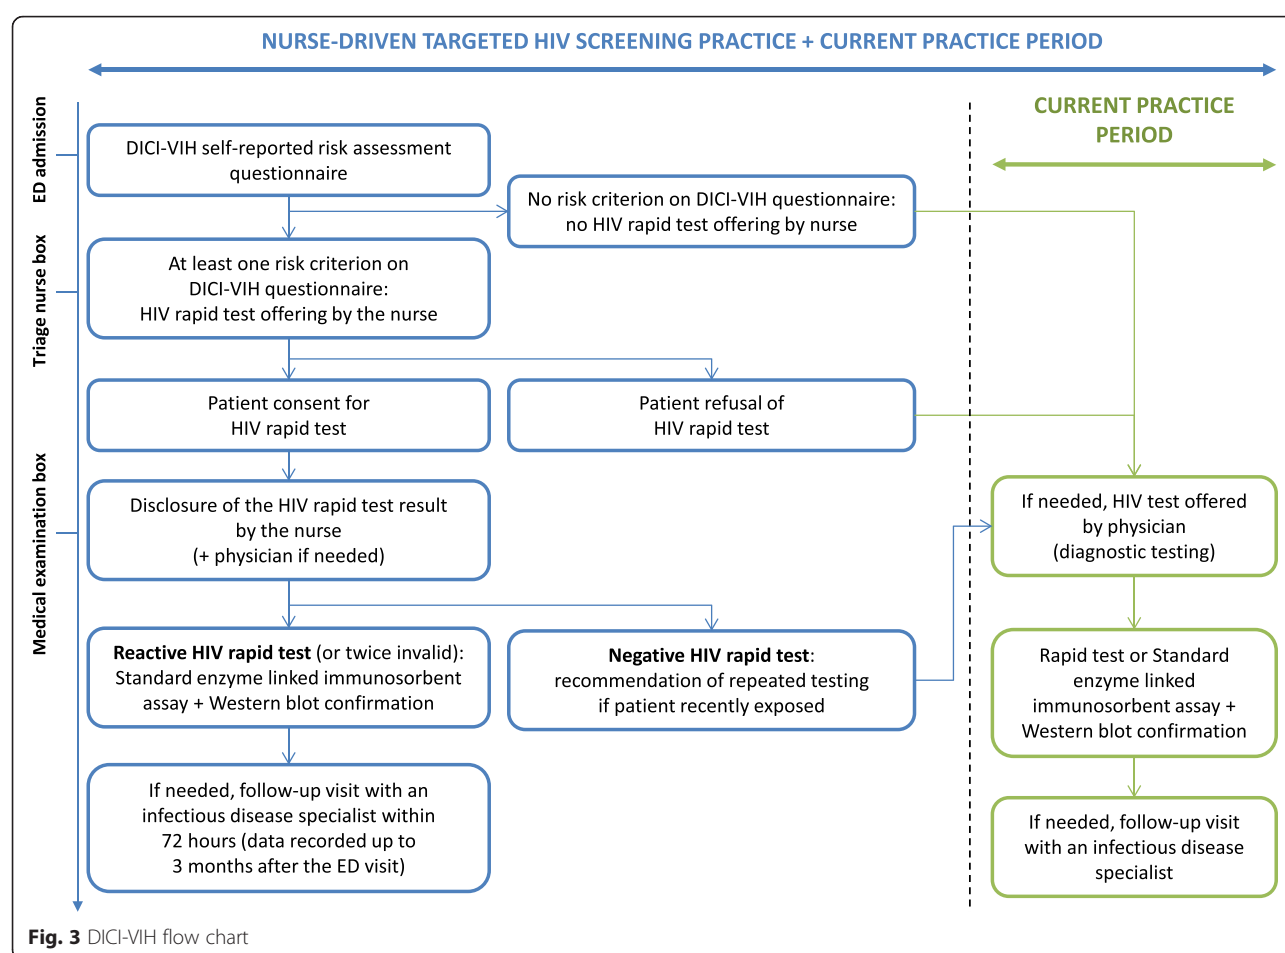 NURSE-DRIVEN TARGETED HIV SCREENING PRACTICE + CURRENT PRACTICE PERIOD
CURRENT PRACTICE
PERIOD
ED admission
Triage nurse box
Medical examination box
DICI-VIH self-reported risk assessment
questionnaire
No risk criterion on DICI-VIH questionnaire:
no HIV rapid test offering by nurse
At least one risk criterion on
DICI-VIH questionnaire:
HIV rapid test offering by the nurse
Patient consent for
HIV rapid test
Patient refusal of
HIV rapid test
Disclosure of the HIV rapid test result
by the nurse
(+ physician if needed)
If needed, HIV test offered
by physician
(diagnostic testing)
Reactive HIV rapid test (or twice invalid):
Standard enzyme linked immunosorbent
assay + Western blot confirmation
Negative HIV rapid test:
recommendation of repeated testing
if patient recently exposed
Rapid test or Standard
enzyme linked
immunosorbent assay +
Western blot confirmation
If needed, follow-up visit with an
infectious disease specialist within
72 hours (data recorded up to
3 months after the ED visit)
If needed, follow-up visit
with an infectious disease
specialist
Fig. 3 DICI-VIH flow chart